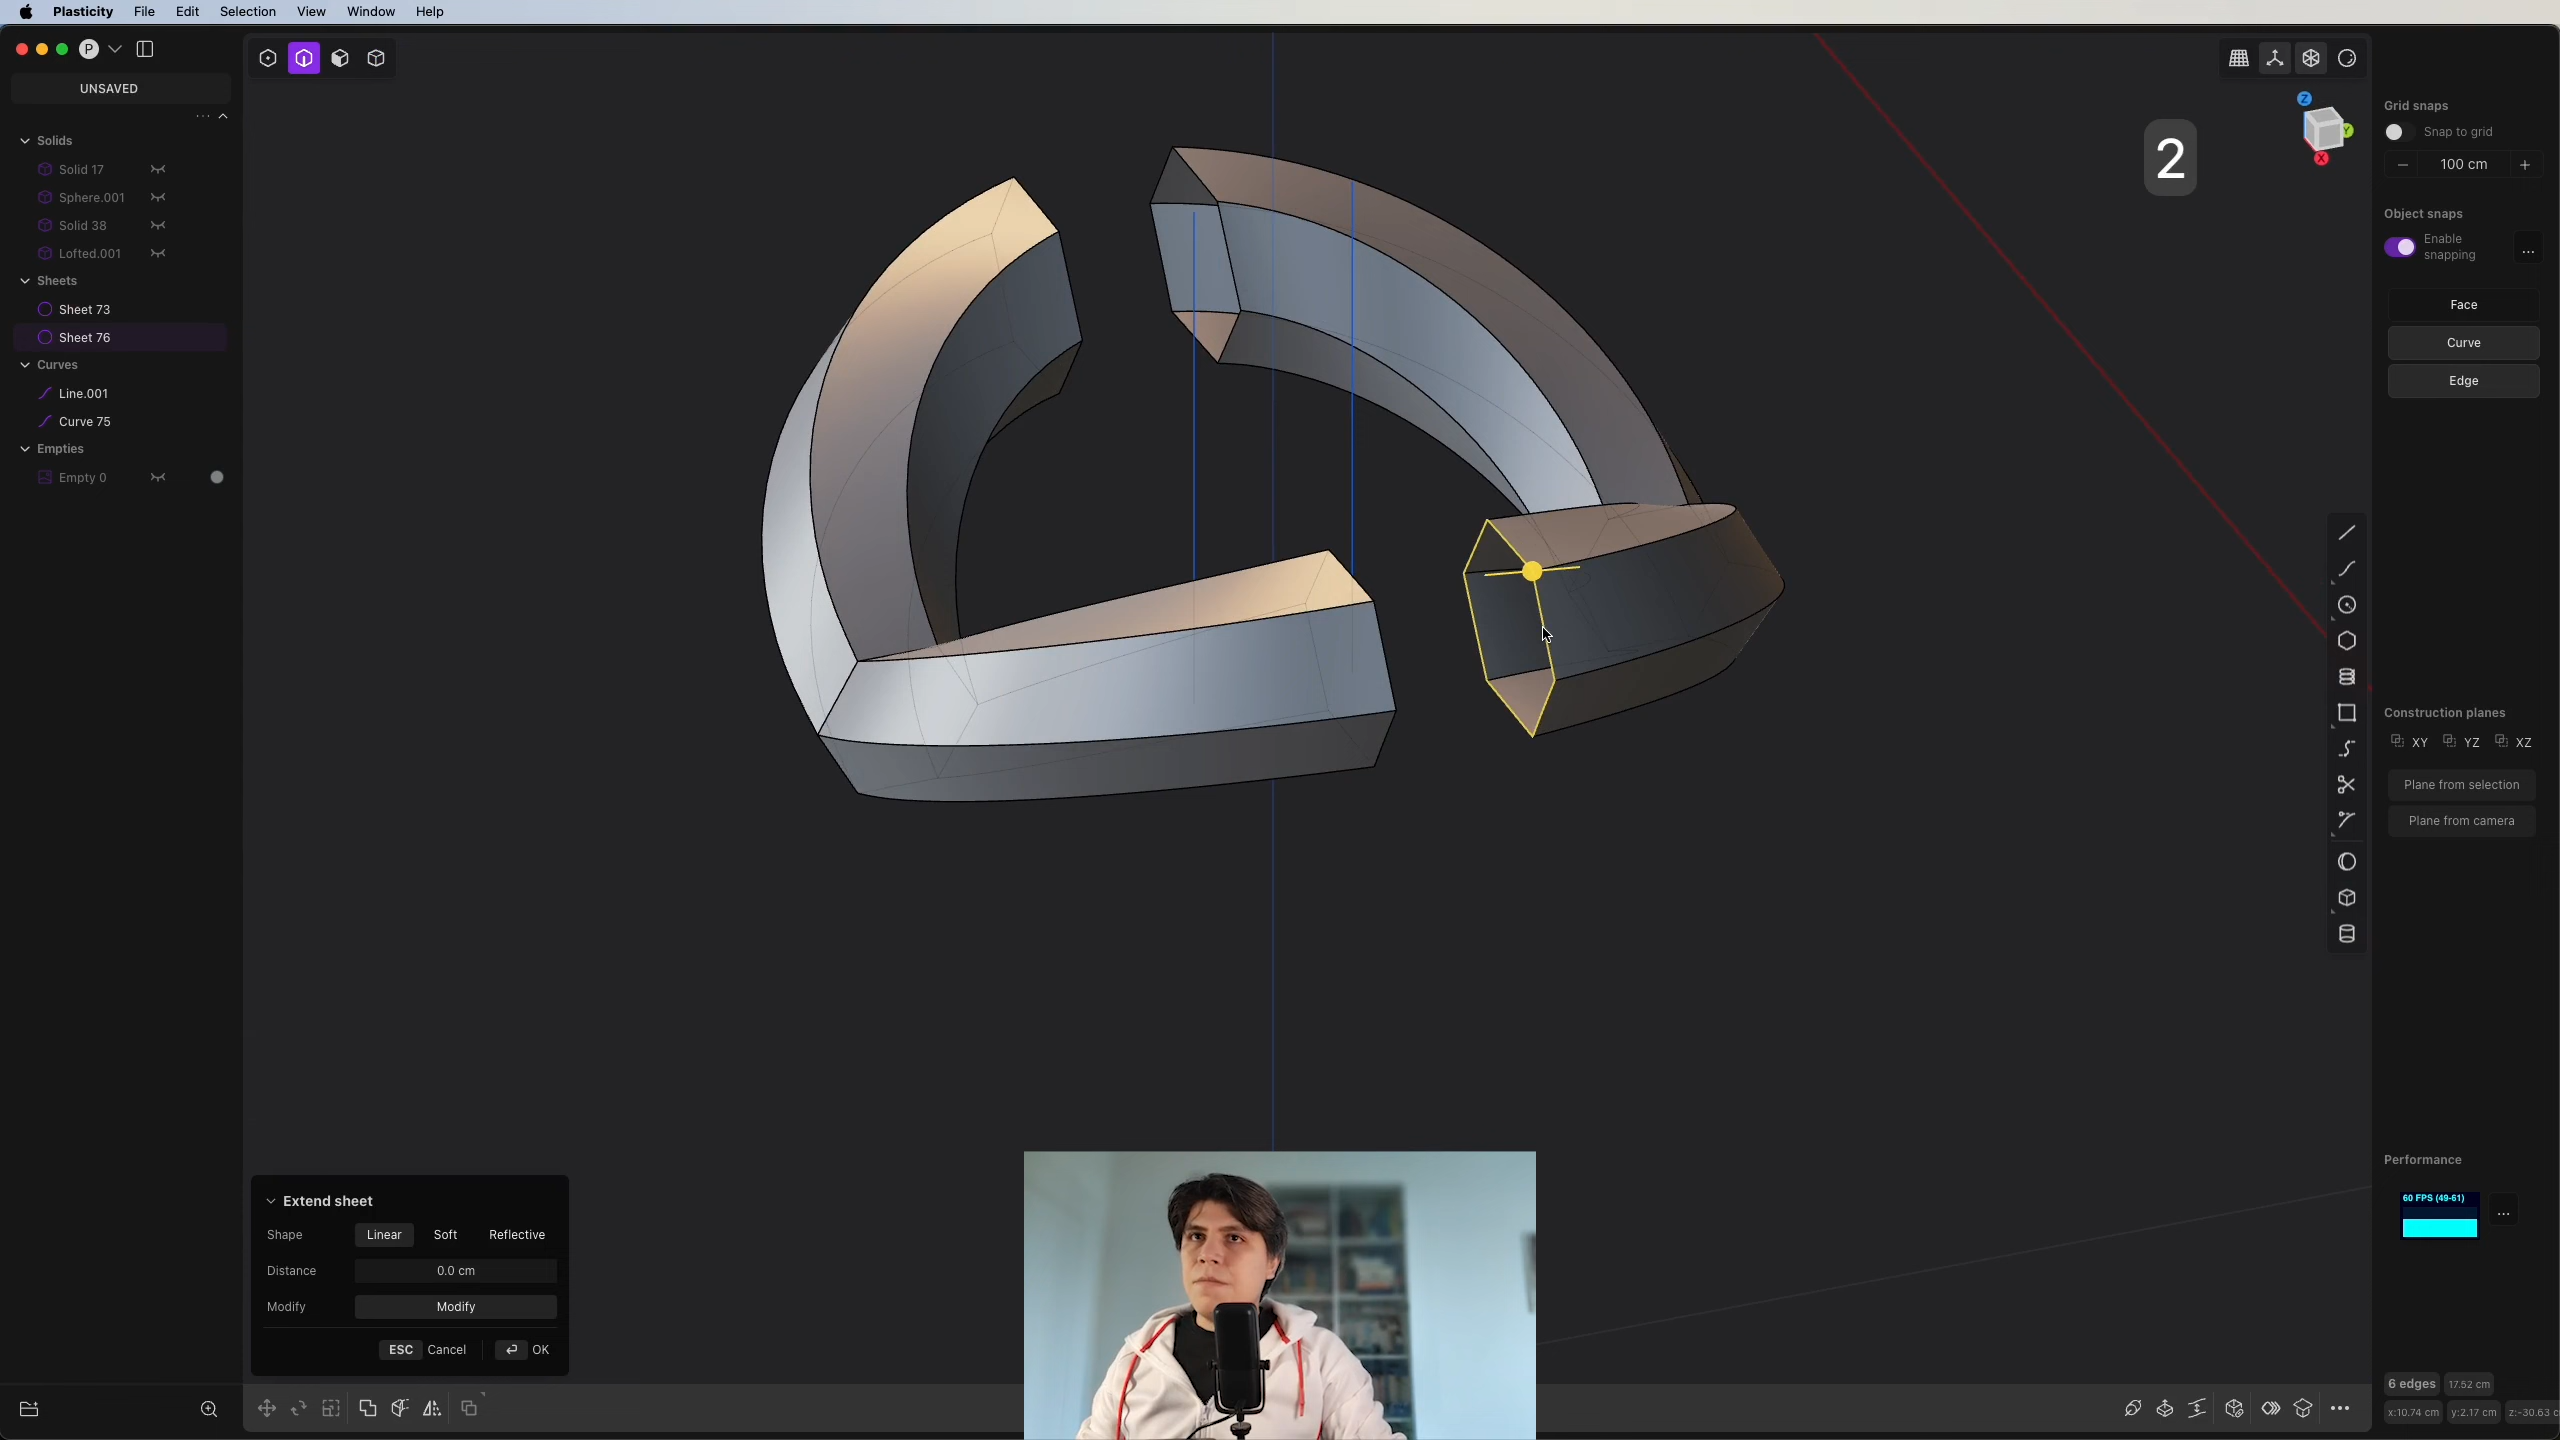 Plasticity File Edit Selection View Window Help
P
UNSAVED
Solids
Solid 17
Sphere.001
Solid 38
Lofted.001
Sheets
Sheet 73
Sheet 76
Curves
Line.001
Curve 75
Empties
Empty 0
2
Z
Y
X
Grid snaps
Snap to grid
100 cm
Object snaps
Enable
snapping
Face
Curve
Edge
Construction planes
XY YZ XZ
Plane from selection
Plane from camera
Performance
60 FPS (49-61)
Extend sheet
Shape Linear Soft Reflective
Distance 0.0 cm
Modify Modify
ESC Cancel OK
6 edges 17.52 cm
x:10.74 cm y:2.17 cm z:-30.63 c